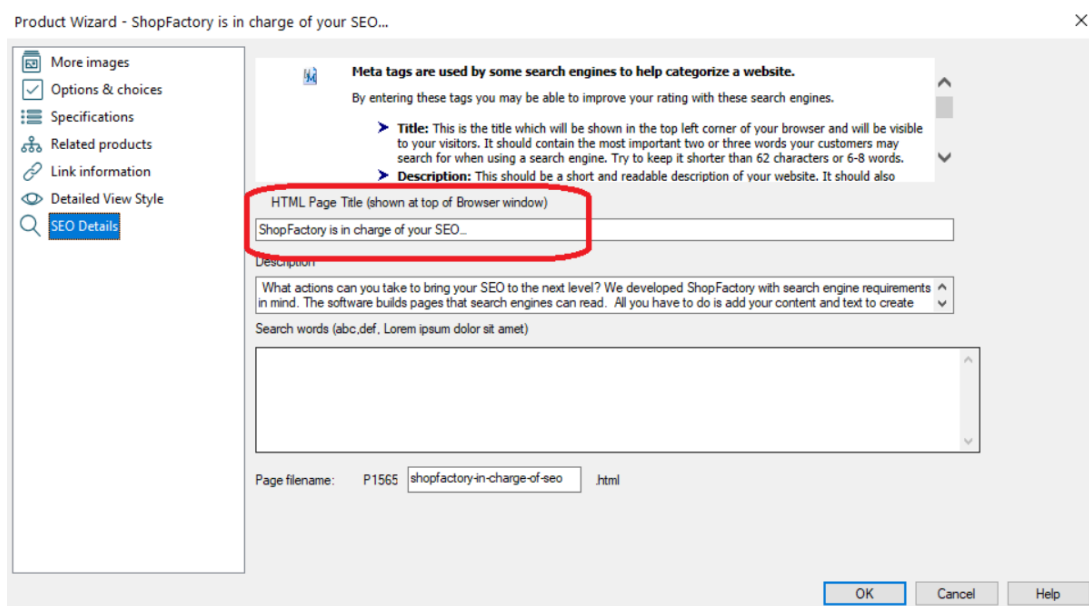 Product Wizard - ShopFactory is in charge of your SEO...
More images
Options & choices
Specifications
Related products
Link information
Detailed View Style
SEO Details
Meta tags are used by some search engines to help categorize a website.
By entering these tags you may be able to improve your rating with these search engines.
Title: This is the title which will be shown in the top left corner of your browser and will be visible
to your visitors. It should contain the most important two or three words your customers may
search for when using a search engine. Try to keep it shorter than 62 characters or 6-8 words.
Description: This should be a short and readable description of your website. It should also
HTML Page Title (shown at top of Browser window)
ShopFactory is in charge of your SEO...
Description
What actions can you take to bring your SEO to the next level? We developed ShopFactory with search engine requirements
in mind. The software builds pages that search engines can read. All you have to do is add your content and text to create
Search words (abc,def, Lorem ipsum dolor sit amet)
Page filename: P1565 shopfactory-in-charge-of-seo .html
OK Cancel Help